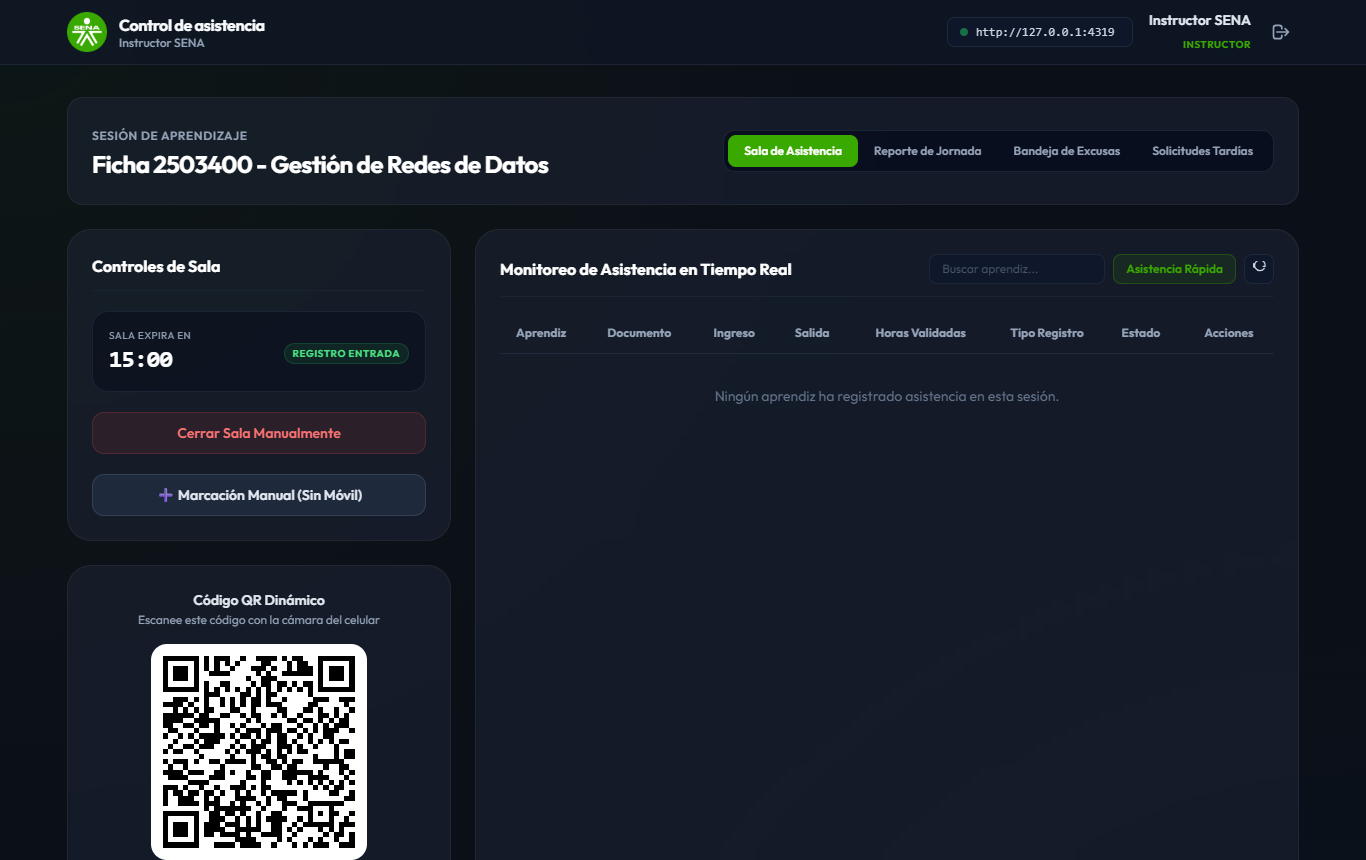 SENA
Control de asistencia
Instructor SENA
http://127.0.0.1:4319
Instructor SENA
INSTRUCTOR
SESIÓN DE APRENDIZAJE
Ficha 2503400 - Gestión de Redes de Datos
Sala de Asistencia
Reporte de Jornada
Bandeja de Excusas
Solicitudes Tardías
Controles de Sala
SALA EXPIRA EN
15:00
REGISTRO ENTRADA
Cerrar Sala Manualmente
Marcación Manual (Sin Móvil)
Código QR Dinámico
Escanee este código con la cámara del celular
Monitoreo de Asistencia en Tiempo Real
Buscar aprendiz...
Asistencia Rápida
Aprendiz Documento Ingreso Salida Horas Validadas Tipo Registro Estado Acciones
Ningún aprendiz ha registrado asistencia en esta sesión.